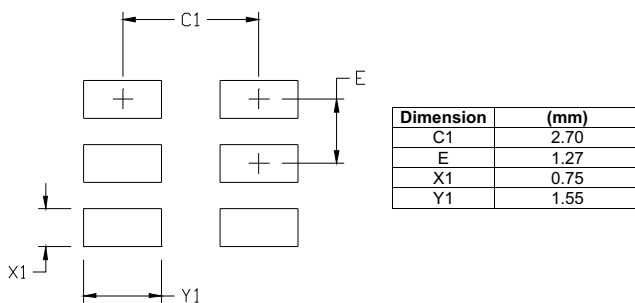 C1
E
X1
Y1
Dimension (mm)
C1 2.70
E 1.27
X1 0.75
Y1 1.55